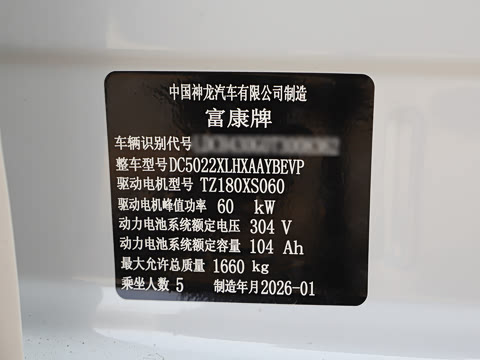 中国神龙汽车有限公司制造
富康牌
车辆识别代号
整车型号DC5022XLHXAAYBEVP
驱动电机型号 TZ180XS060
驱动电机峰值功率 60 kW
动力电池系统额定电压 304 V
动力电池系统额定容量 104 Ah
最大允许总质量 1660 kg
乘坐人数 5 制造年月2026-01